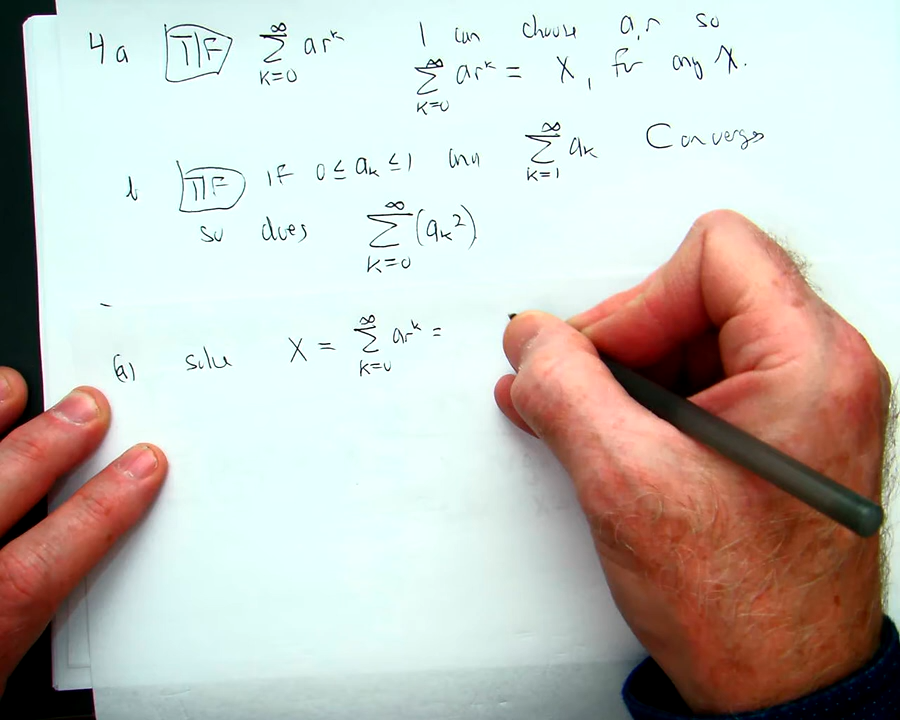 4a T/F ∑_{k=0}^{∞} ar^k I can choose a,r so
∑_{k=0}^{∞} ar^k = X, for any X.
b T/F IF 0 ≤ a_k ≤ 1 and ∑_{k=1}^{∞} a_k Converges
so does ∑_{k=0}^{∞} (a_k^2)
(a) solve X = ∑_{k=0}^{∞} ar^k =